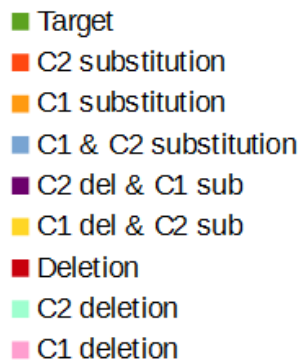 Target
C2 substitution
C1 substitution
C1 & C2 substitution
C2 del & C1 sub
C1 del & C2 sub
Deletion
C2 deletion
C1 deletion